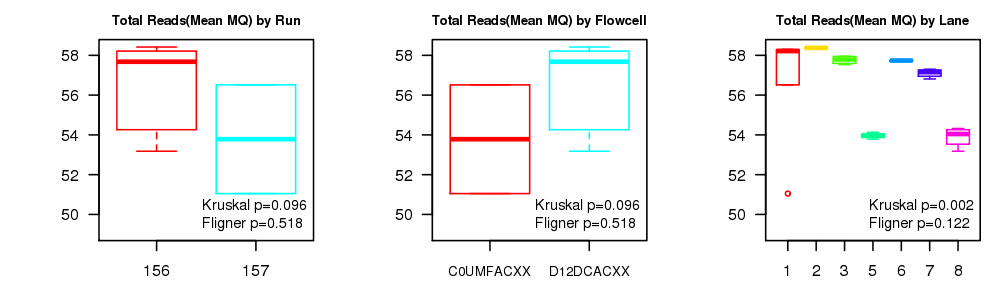 Total Reads(Mean MQ) by Run
58
56
54
52
50
Kruskal p=0.096
Fligner p=0.518
156 157
Total Reads(Mean MQ) by Flowcell
58
56
54
52
50
Kruskal p=0.096
Fligner p=0.518
C0UMFACXX D12DCACXX
Total Reads(Mean MQ) by Lane
58
56
54
52
50
Kruskal p=0.002
Fligner p=0.122
1 2 3 5 6 7 8